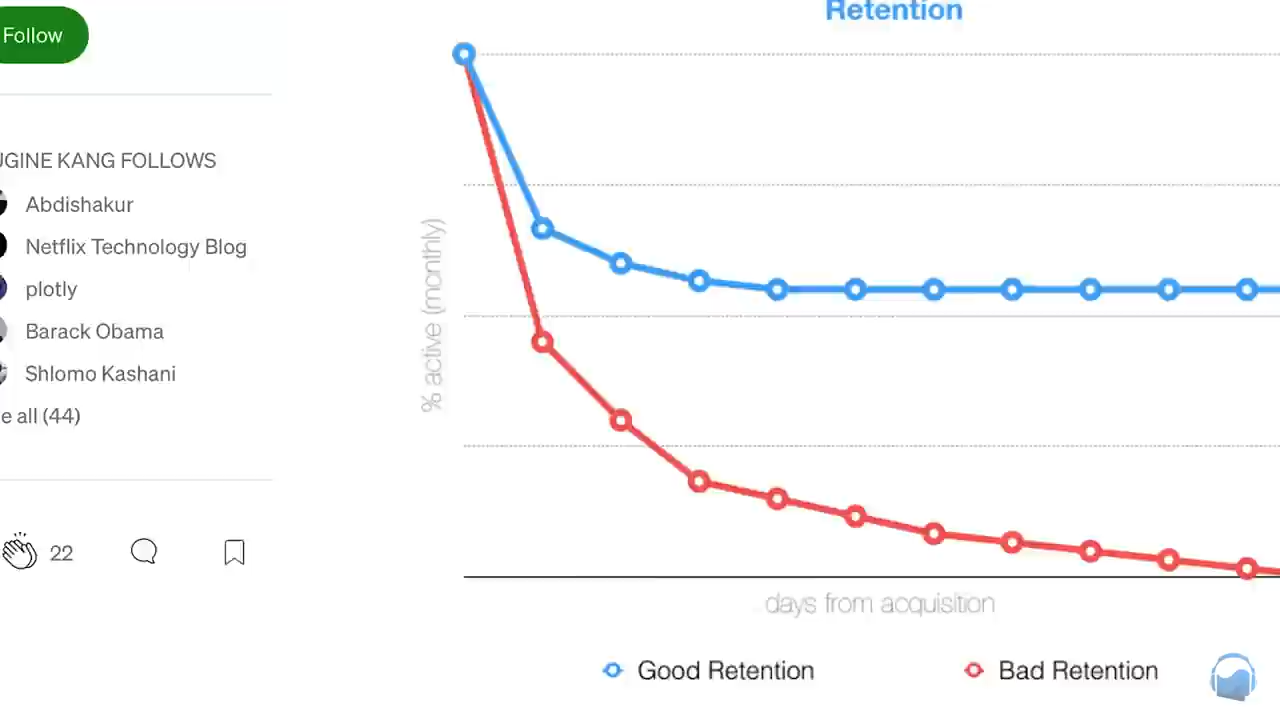 Follow
UGINE KANG FOLLOWS
Abdishakur
Netflix Technology Blog
plotly
Barack Obama
Shlomo Kashani
e all (44)
22
Retention
% active (monthly)
days from acquisition
Good Retention
Bad Retention